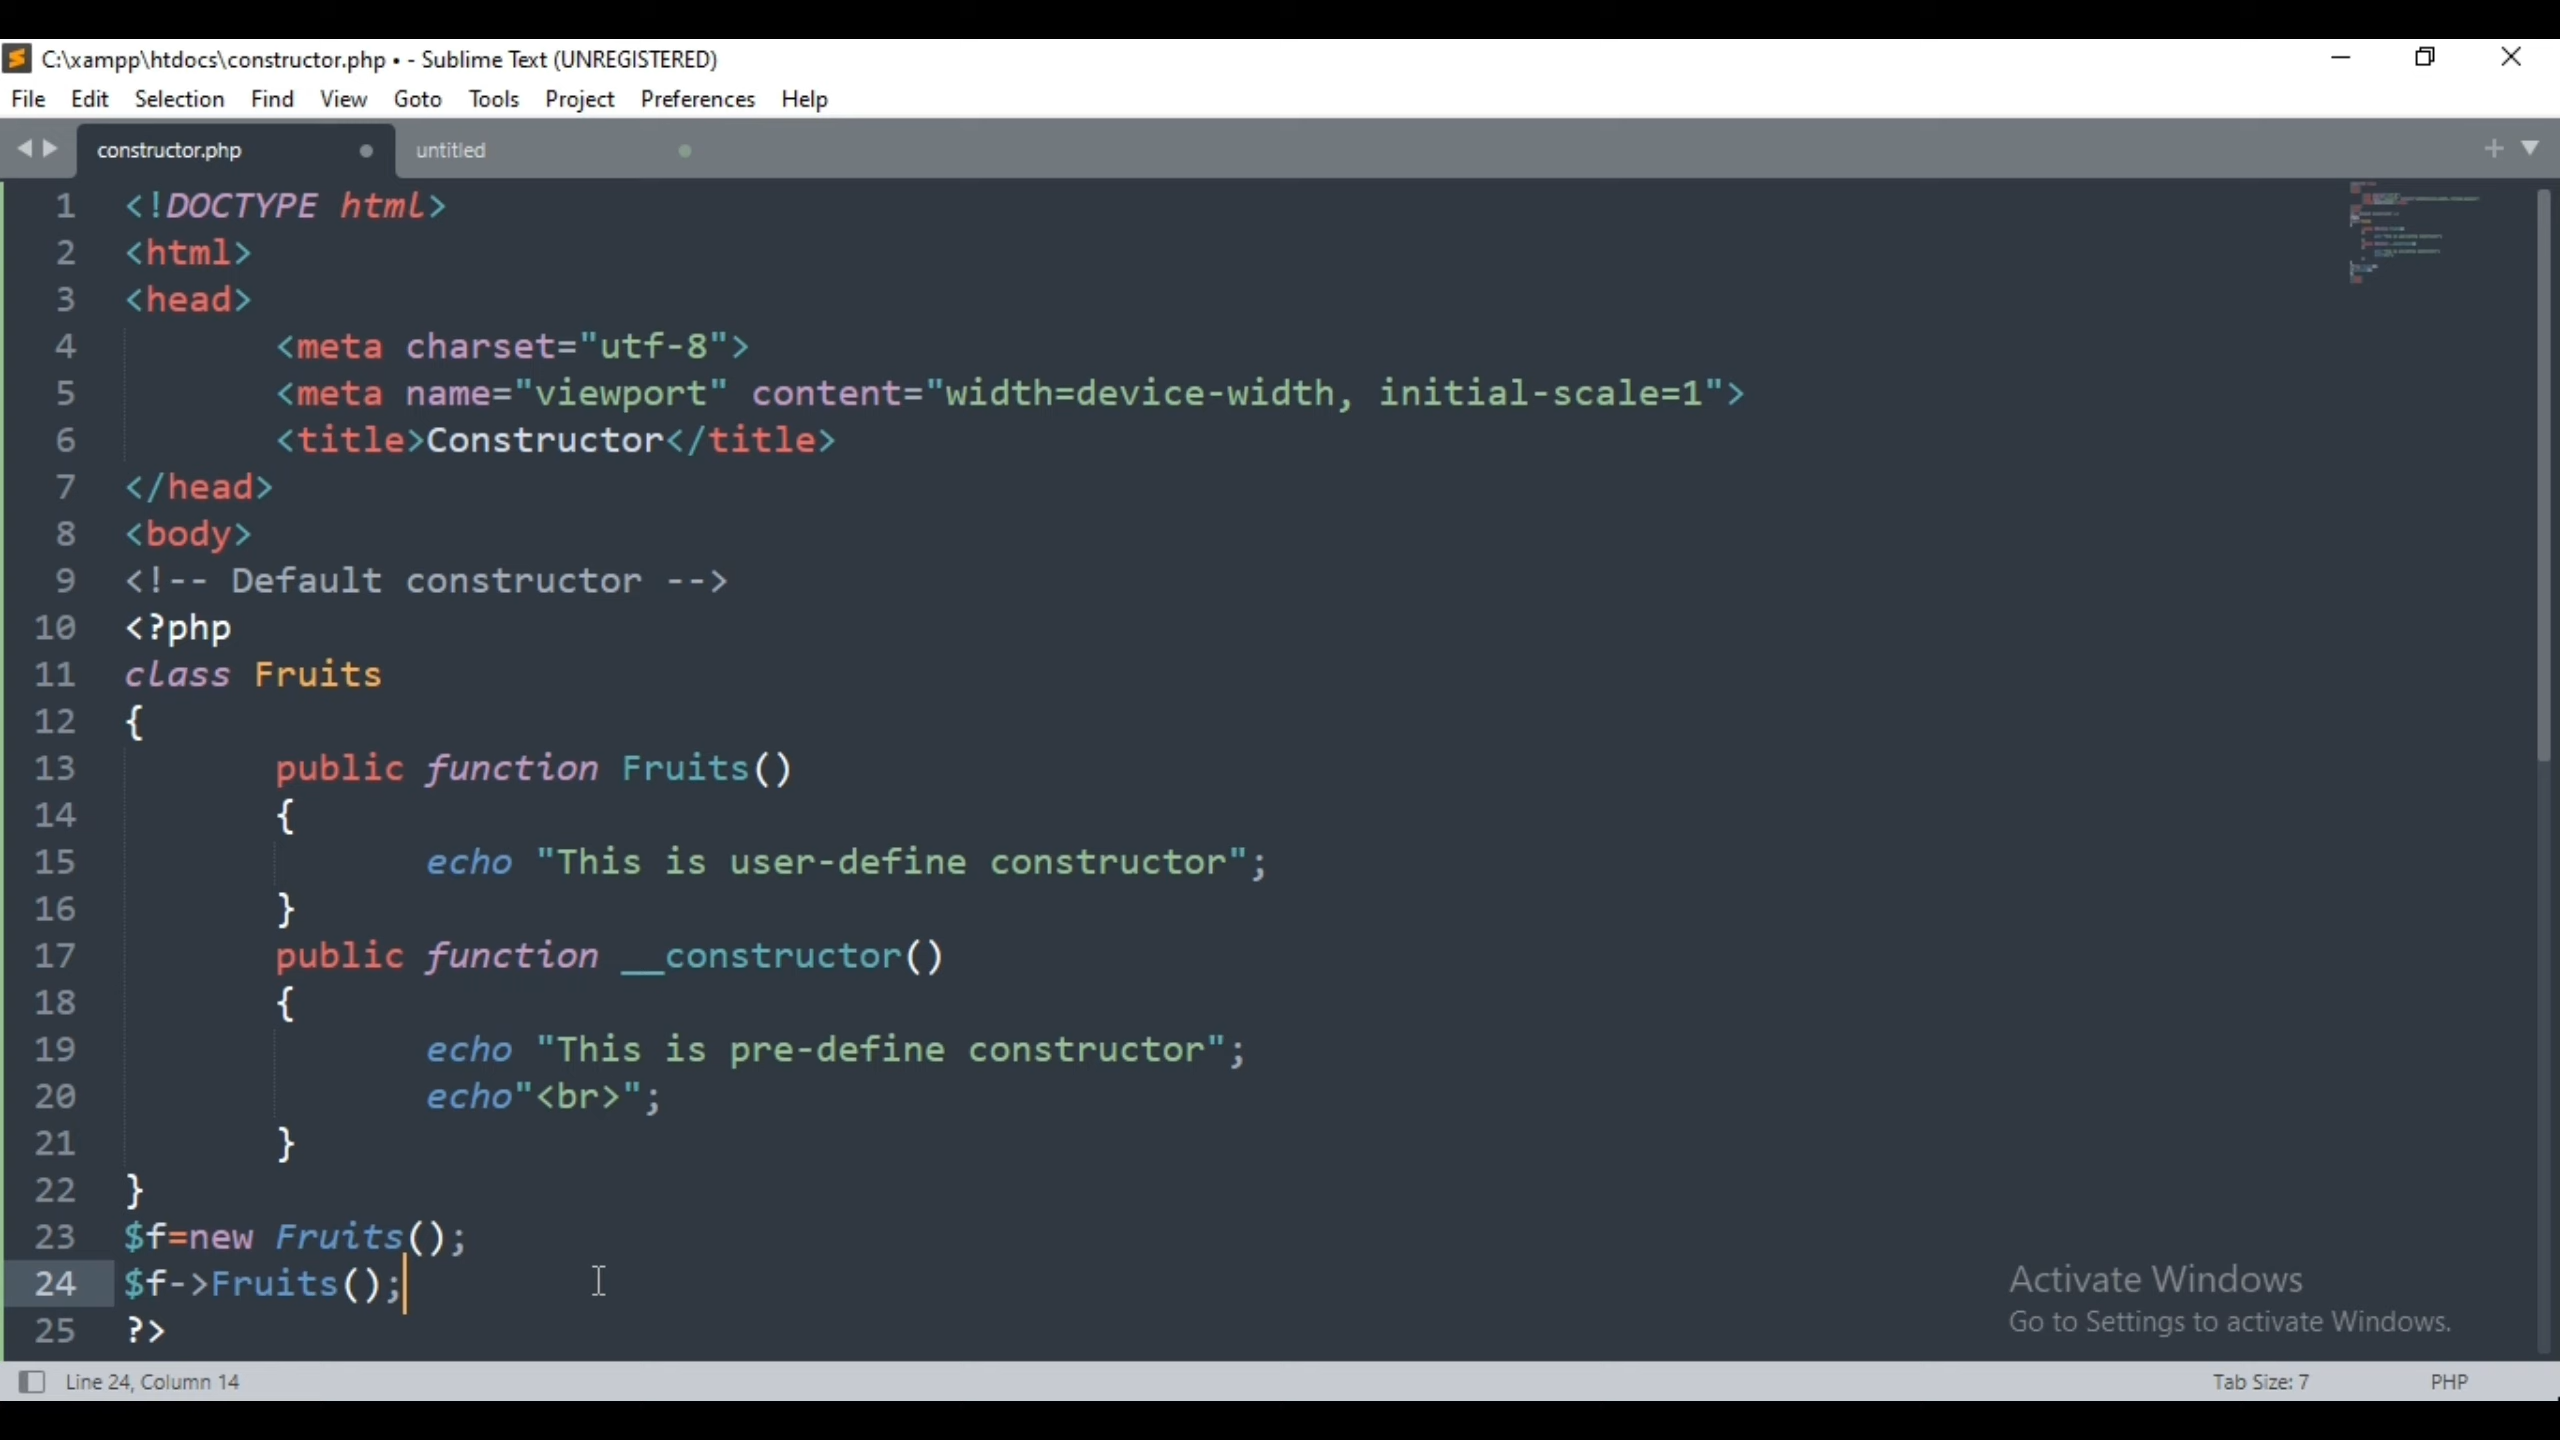 C:\xampp\htdocs\constructor.php • - Sublime Text (UNREGISTERED)
File Edit Selection Find View Goto Tools Project Preferences Help
constructor.php untitled
1 <!DOCTYPE html>
2 <html>
3 <head>
4 <meta charset="utf-8">
5 <meta name="viewport" content="width=device-width, initial-scale=1">
6 <title>Constructor</title>
7 </head>
8 <body>
9 <!-- Default constructor -->
10 <?php
11 class Fruits
12 {
13 public function Fruits()
14 {
15 echo "This is user-define constructor";
16 }
17 public function __constructor()
18 {
19 echo "This is pre-define constructor";
20 echo"<br>";
21 }
22 }
23 $f=new Fruits();
24 $f->Fruits();
25 ?>
Activate Windows
Go to Settings to activate Windows.
Line 24, Column 14 Tab Size: 7 PHP